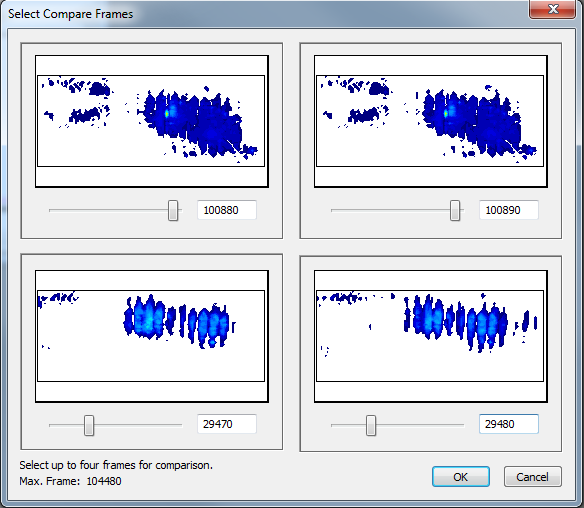 Select Compare Frames
100880
100890
29470
29480
Select up to four frames for comparison.
Max. Frame: 104480
OK
Cancel